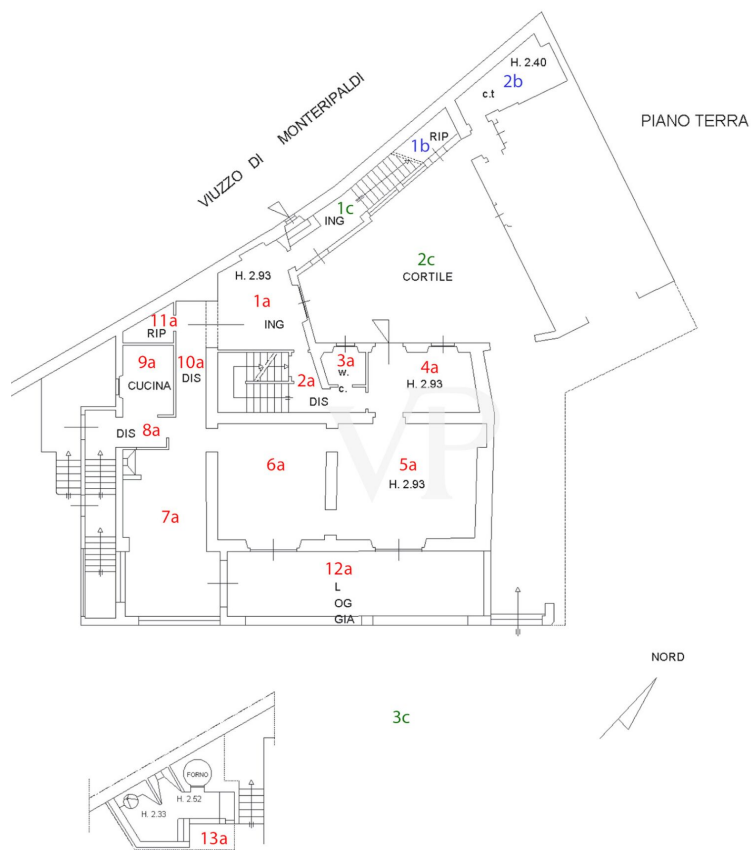 H. 2.40
2b
c.t
PIANO TERRA
VIUZZO DI MONTERIPALDI
1b
RIP
1c
ING
2c
CORTILE
H. 2.93
1a
ING
11a
RIP
10a
DIS
9a
CUCINA
3a
w.
c.
4a
H. 2.93
2a
DIS
8a
DIS
6a
5a
H. 2.93
VP
7a
12a
L
OG
GIA
NORD
3c
FORNO
H. 2.52
H. 2.33
13a